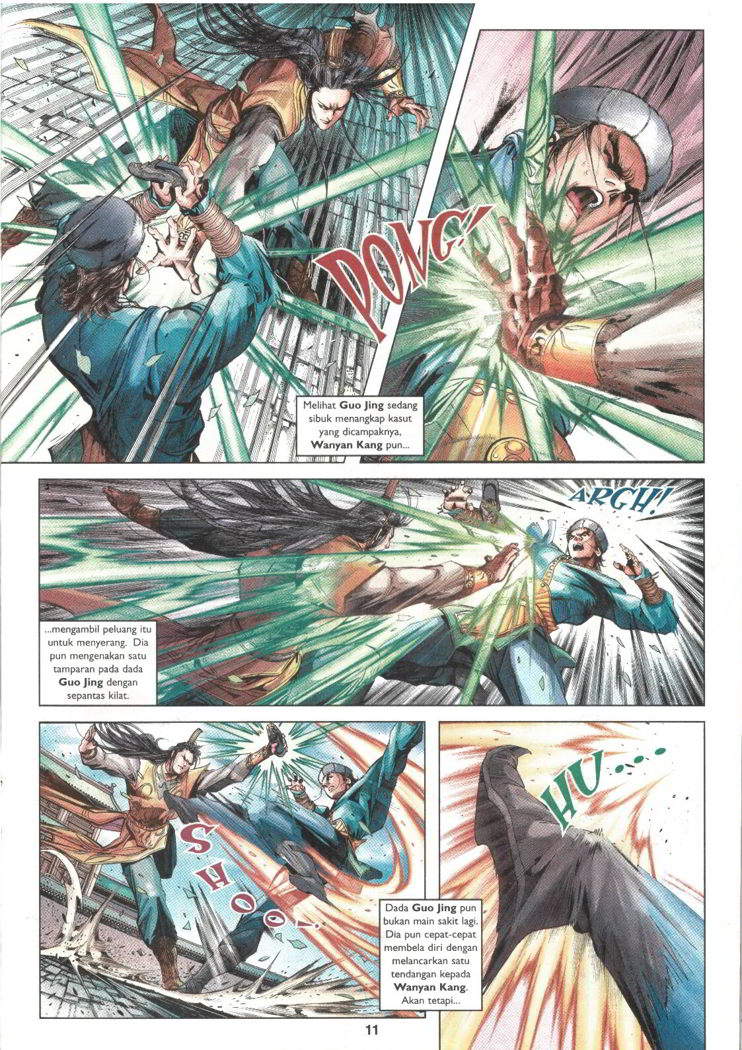 PONG!
Melihat Guo Jing sedang
sibuk menangkap kasut
yang dicampaknya,
Wanyan Kang pun...
ARGH!
...mengambil peluang itu
untuk menyerang. Dia
pun mengenakan satu
tamparan pada dada
Guo Jing dengan
sepantas kilat.
SHOO!..
HU....
Dada Guo Jing pun
bukan main sakit lagi.
Dia pun cepat-cepat
membela diri dengan
melancarkan satu
tendangan kepada
Wanyan Kang.
Akan tetapi...
11